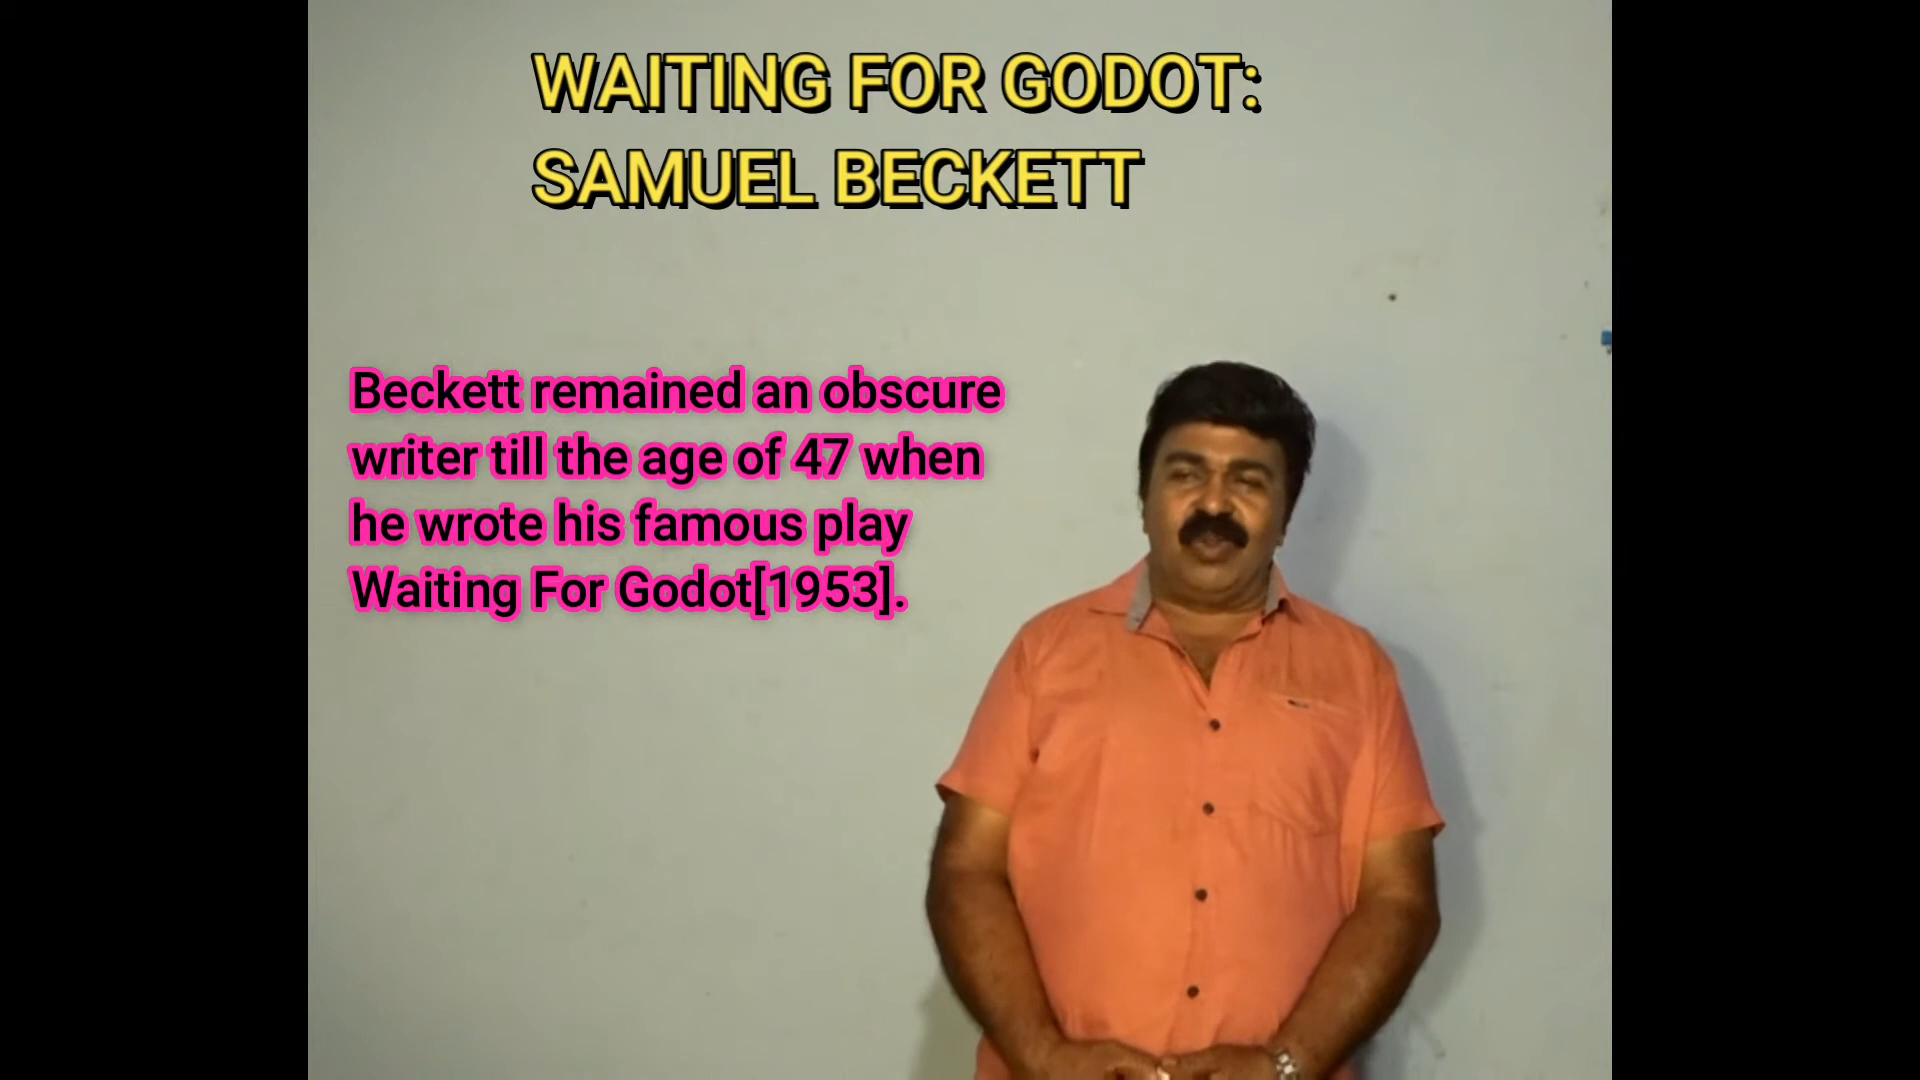 WAITING FOR GODOT:
SAMUEL BECKETT
Beckett remained an obscure
writer till the age of 47 when
he wrote his famous play
Waiting For Godot[1953].